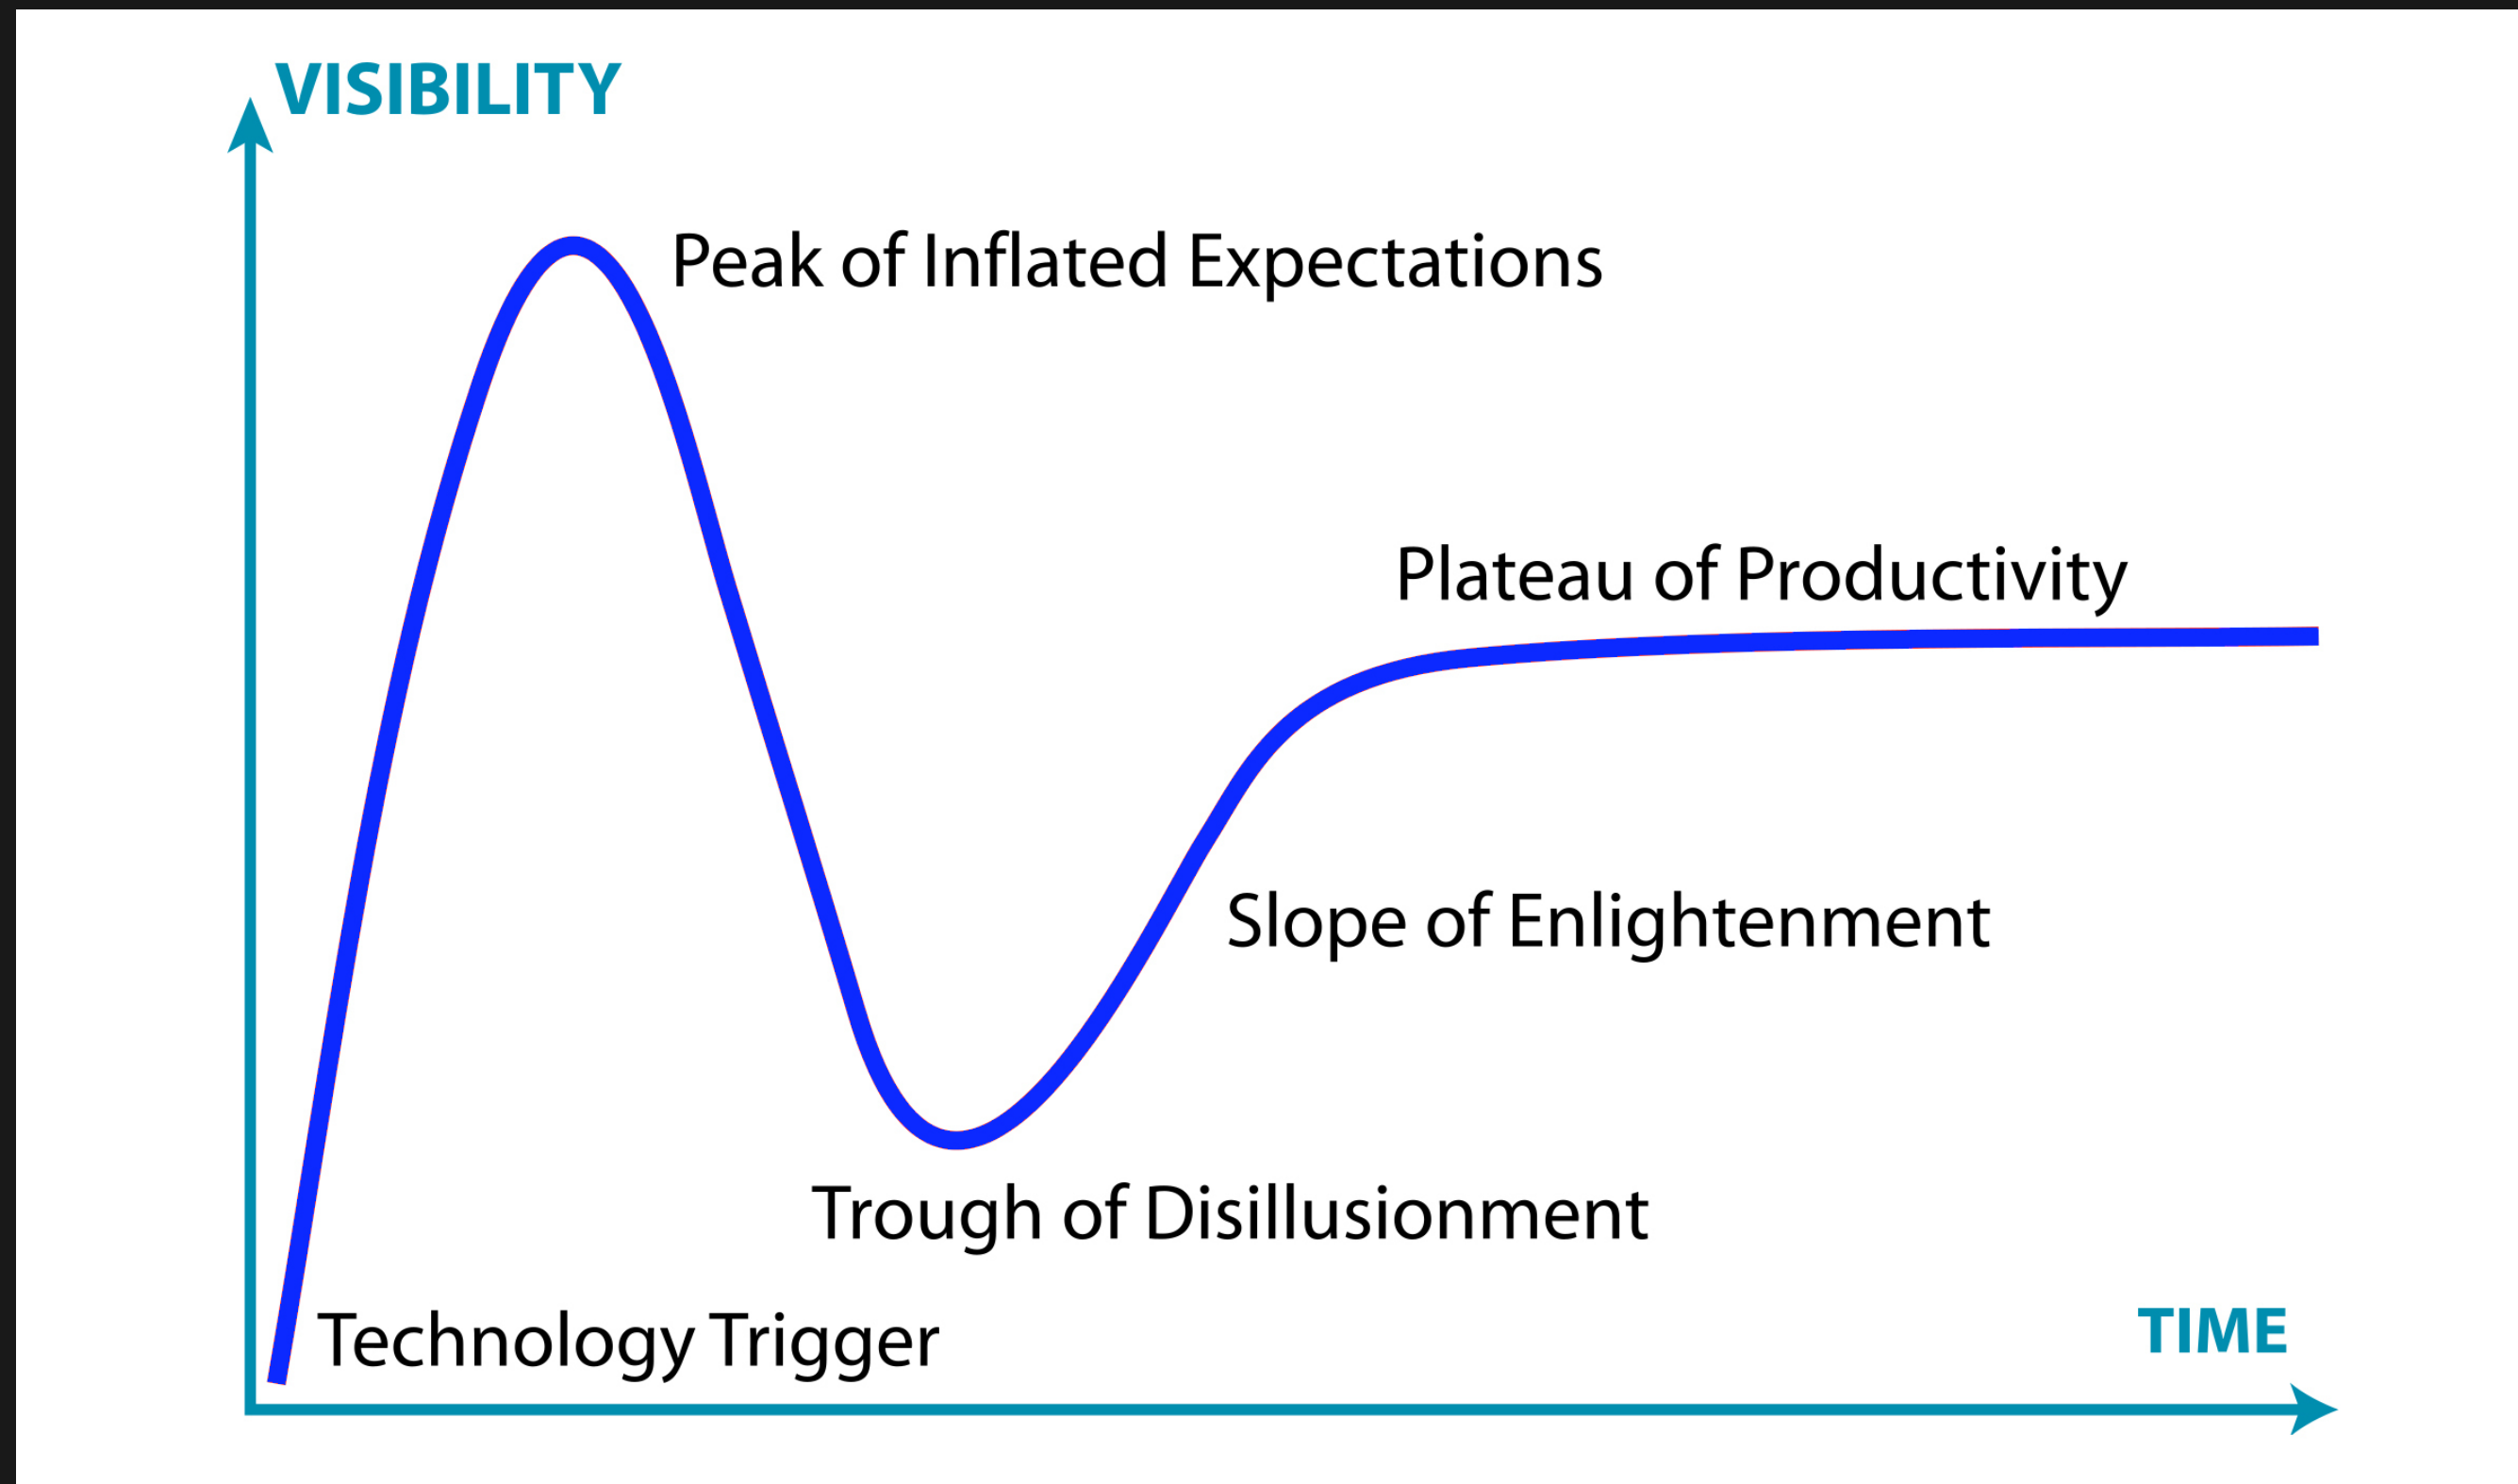 VISIBILITY
Peak of Inflated Expectations
Plateau of Productivity
Slope of Enlightenment
Trough of Disillusionment
Technology Trigger
TIME